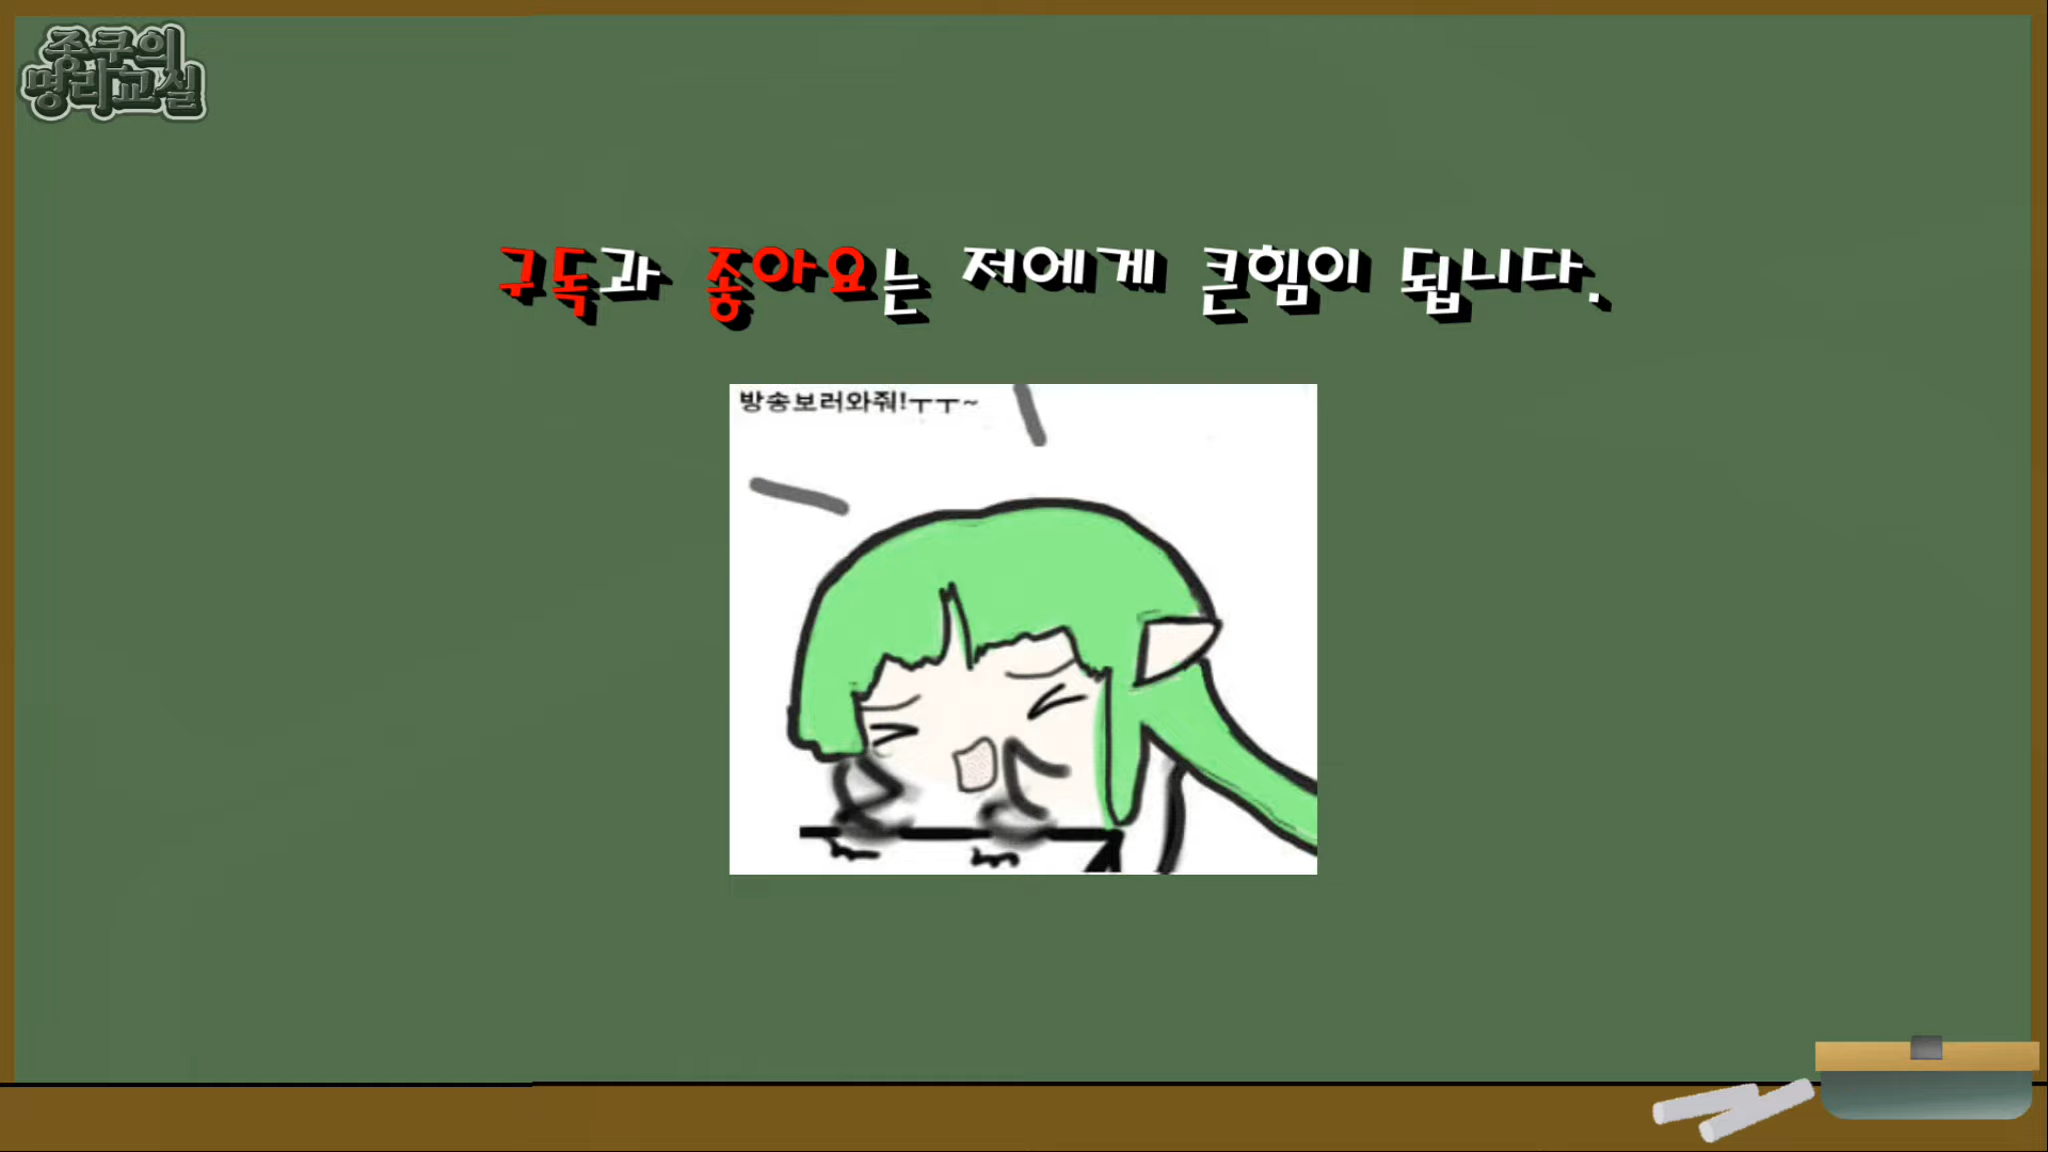 종쿠의
명리교실
구독과 좋아요는 저에게 큰힘이 됩니다.
방송보러와줘!ㅜㅜ~